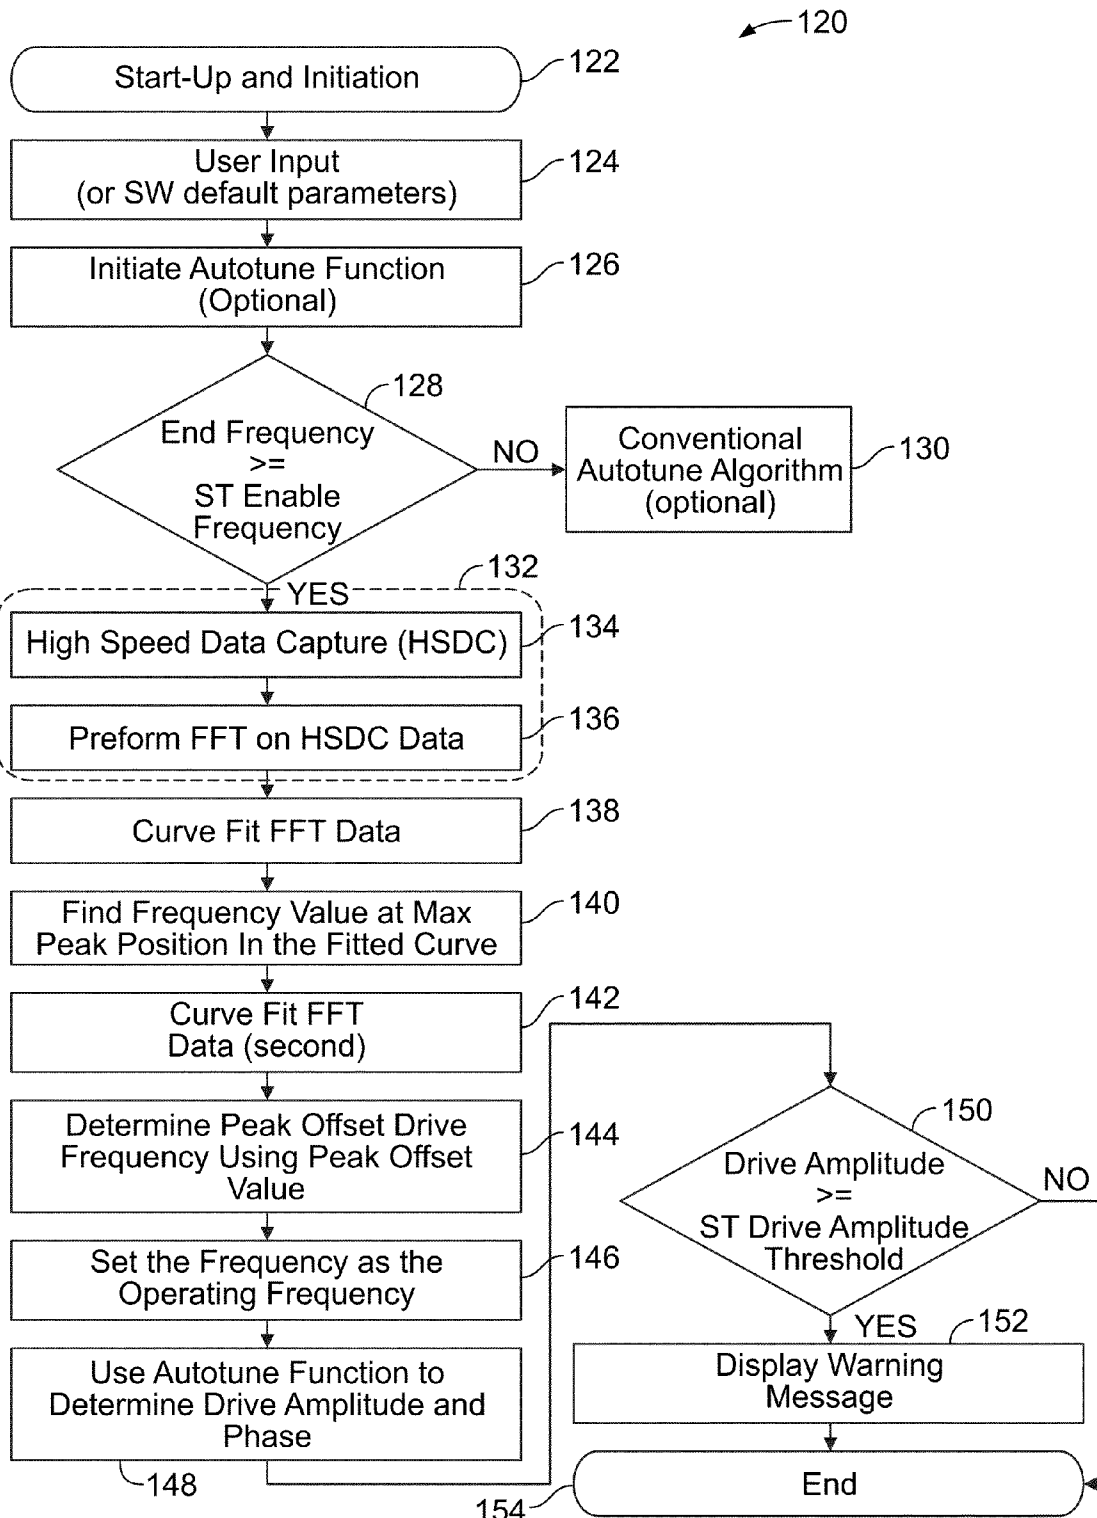 120
Start-Up and Initiation
122
User Input
(or SW default parameters)
124
Initiate Autotune Function
(Optional)
126
128
End Frequency
>=
ST Enable
Frequency
NO
Conventional
Autotune Algorithm
(optional)
130
YES
132
High Speed Data Capture (HSDC)
134
Preform FFT on HSDC Data
136
Curve Fit FFT Data
138
Find Frequency Value at Max
Peak Position In the Fitted Curve
140
Curve Fit FFT
Data (second)
142
Determine Peak Offset Drive
Frequency Using Peak Offset
Value
144
Set the Frequency as the
Operating Frequency
146
Use Autotune Function to
Determine Drive Amplitude and
Phase
148
150
Drive Amplitude
>=
ST Drive Amplitude
Threshold
NO
YES
152
Display Warning
Message
End
154